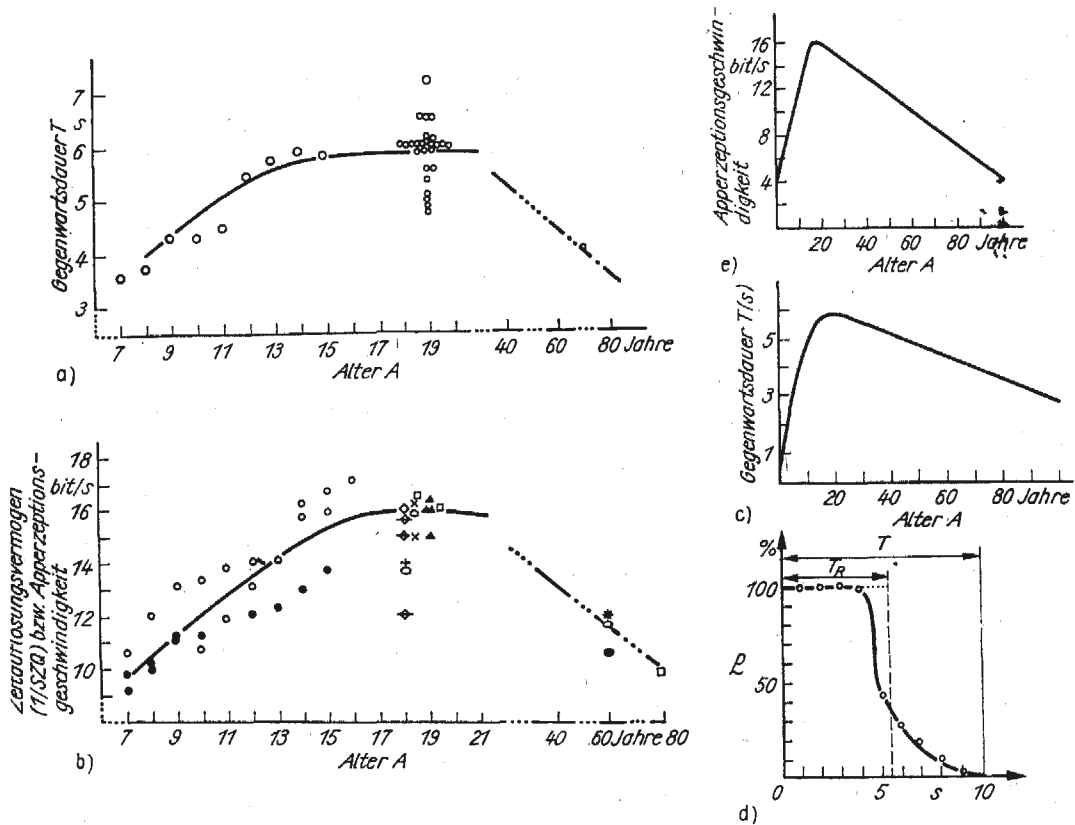 7
6
5
4
3
Gegenwartsdauer T
s
7 9 11 13 15 17 19 40 80 Jahre
Alter A
a)
18
bit/s
16
14
12
10
(1/SZQ) bzw. Apperzeptions-
geschwindigkeit
7 9 11 13 15 17 19 21 40 60 Jahre 80
Alter A
b)
16
bit/s
12
8
4
Apperzeptionsgeschwin-
digkeit
20 40 60 80 Jahre
Alter A
e)
5
3
1
Gegenwartsdauer T(s)
20 40 60 80 Jahre
Alter A
c)
%
T
T_R
100
50
ℒ
0 5 s 10
d)